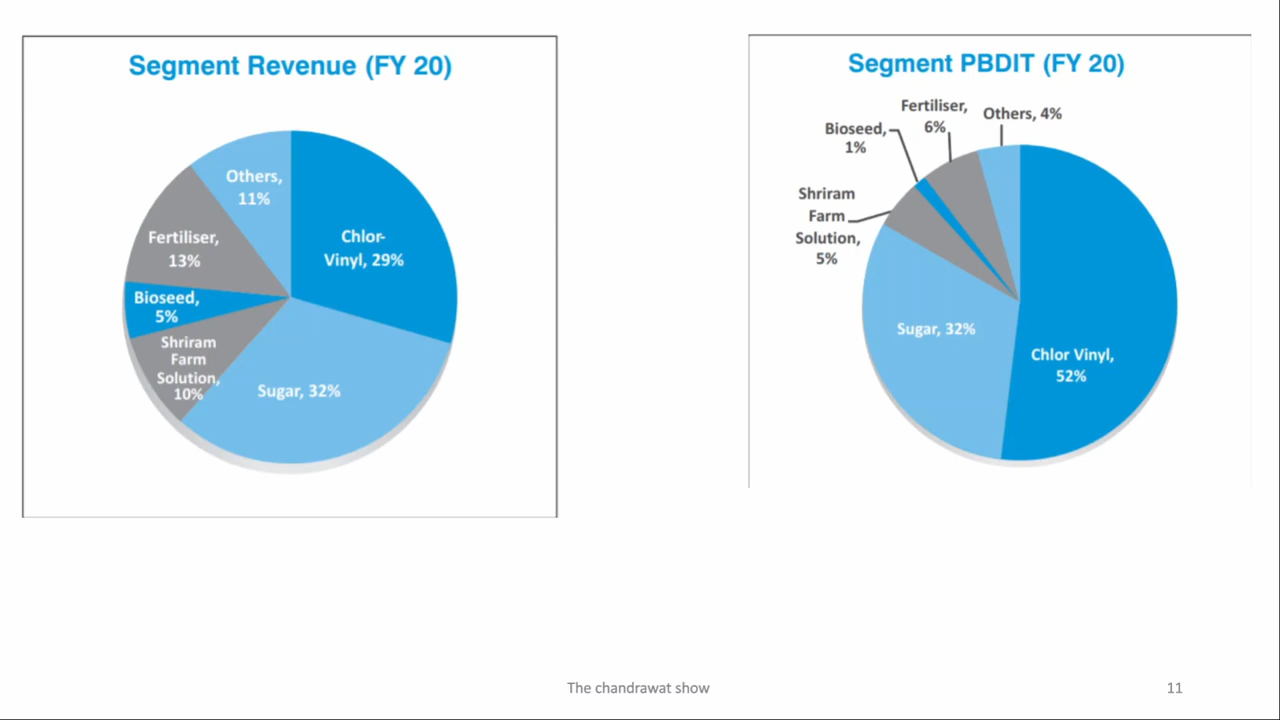 Segment Revenue (FY 20)
Others,
11%
Chlor-
Vinyl, 29%
Fertiliser,
13%
Bioseed,
5%
Shriram
Farm
Solution,
10%
Sugar, 32%
Segment PBDIT (FY 20)
Fertiliser,
6%
Others, 4%
Bioseed,
1%
Shriram
Farm
Solution,
5%
Sugar, 32%
Chlor Vinyl,
52%
The chandrawat show
11